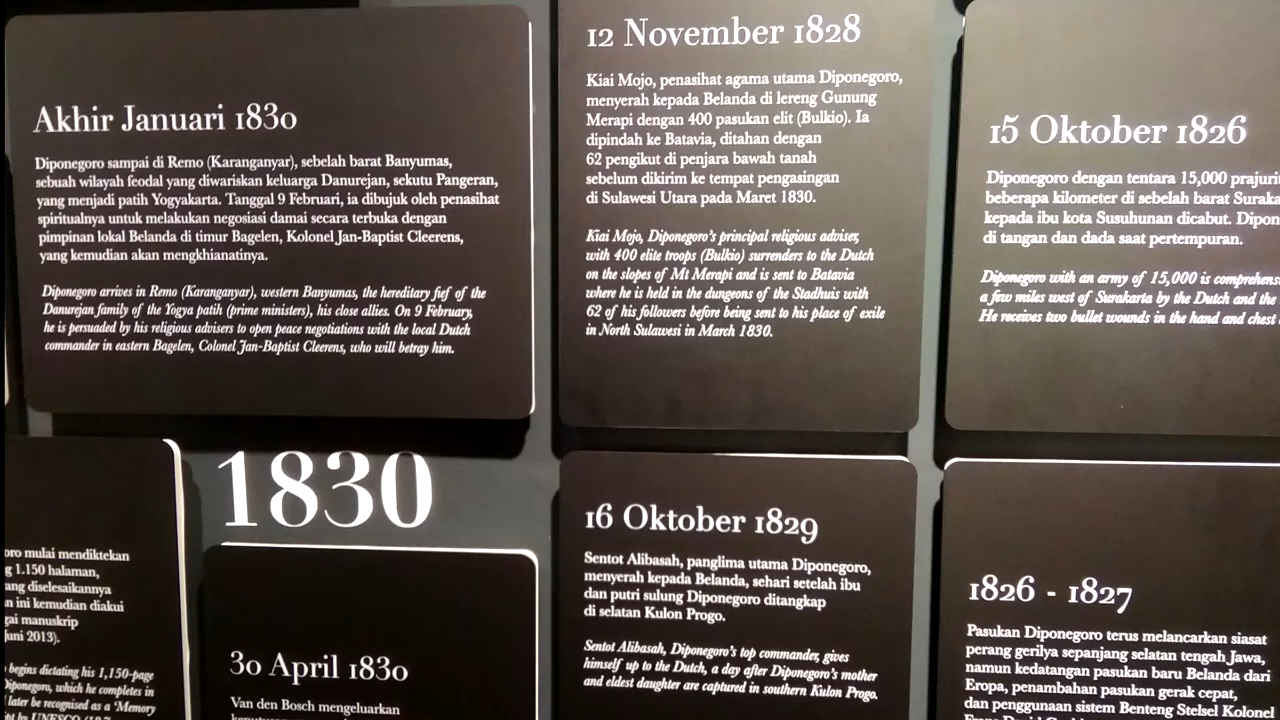 Akhir Januari 1830
Diponegoro sampai di Remo (Karanganyar), sebelah barat Banyumas,
sebuah wilayah feodal yang diwariskan keluarga Danurejan, sekutu Pangeran,
yang menjadi patih Yogyakarta. Tanggal 9 Februari, ia dibujuk oleh penasihat
spiritualnya untuk melakukan negosiasi damai secara terbuka dengan
pimpinan lokal Belanda di timur Bagelen, Kolonel Jan-Baptist Cleerens,
yang kemudian akan mengkhianatinya.
Diponegoro arrives in Remo (Karanganyar), western Banyumas, the hereditary fief of the
Danurejan family of the Yogya patih (prime ministers), his close allies. On 9 February,
he is persuaded by his religious advisers to open peace negotiations with the local Dutch
commander in eastern Bagelen, Colonel Jan-Baptist Cleerens, who will betray him.
12 November 1828
Kiai Mojo, penasihat agama utama Diponegoro,
menyerah kepada Belanda di lereng Gunung
Merapi dengan 400 pasukan elit (Bulkio). Ia
dipindah ke Batavia, ditahan dengan
62 pengikut di penjara bawah tanah
sebelum dikirim ke tempat pengasingan
di Sulawesi Utara pada Maret 1830.
Kiai Mojo, Diponegoro's principal religious adviser,
with 400 elite troops (Bulkio) surrenders to the Dutch
on the slopes of Mt Merapi and is sent to Batavia
where he is held in the dungeons of the Stadhuis with
62 of his followers before being sent to his place of exile
in North Sulawesi in March 1830.
15 Oktober 1826
Diponegoro dengan tentara 15,000 prajuri
beberapa kilometer di sebelah barat Suraka
kepada ibu kota Susuhunan dicabut. Dipon
di tangan dan dada saat pertempuran.
Diponegoro with an army of 15,000 is comprehens
a few miles west of Surakarta by the Dutch and the
He receives two bullet wounds in the hand and chest
oro mulai mendiktekan
g 1.150 halaman,
ang diselesaikannya
n ini kemudian diakui
gai manuskrip
Juni 2013).
begins dictating his 1,150-page
Diponegoro, which he completes in
later be recognised as a 'Memory
by UNESCO
1830
30 April 1830
Van den Bosch mengeluarkan
16 Oktober 1829
Sentot Alibasah, panglima utama Diponegoro,
menyerah kepada Belanda, sehari setelah ibu
dan putri sulung Diponegoro ditangkap
di selatan Kulon Progo.
Sentot Alibasah, Diponegoro's top commander, gives
himself up to the Dutch, a day after Diponegoro's mother
and eldest daughter are captured in southern Kulon Progo.
1826 - 1827
Pasukan Diponegoro terus melancarkan siasat
perang gerilya sepanjang selatan tengah Jawa,
namun kedatangan pasukan baru Belanda dari
Eropa, penambahan pasukan gerak cepat,
dan penggunaan sistem Benteng Stelsel Kolonel